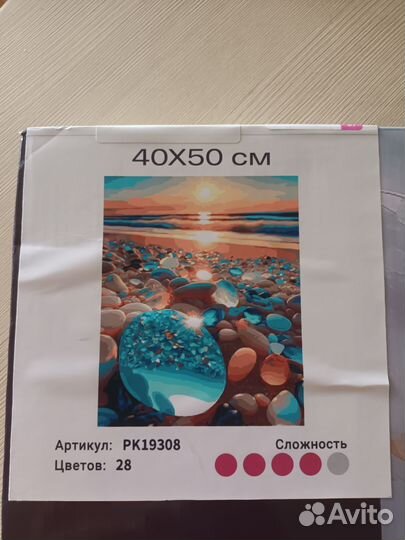 40X50 см
Артикул: PK19308
Сложность
Цветов: 28
Avito